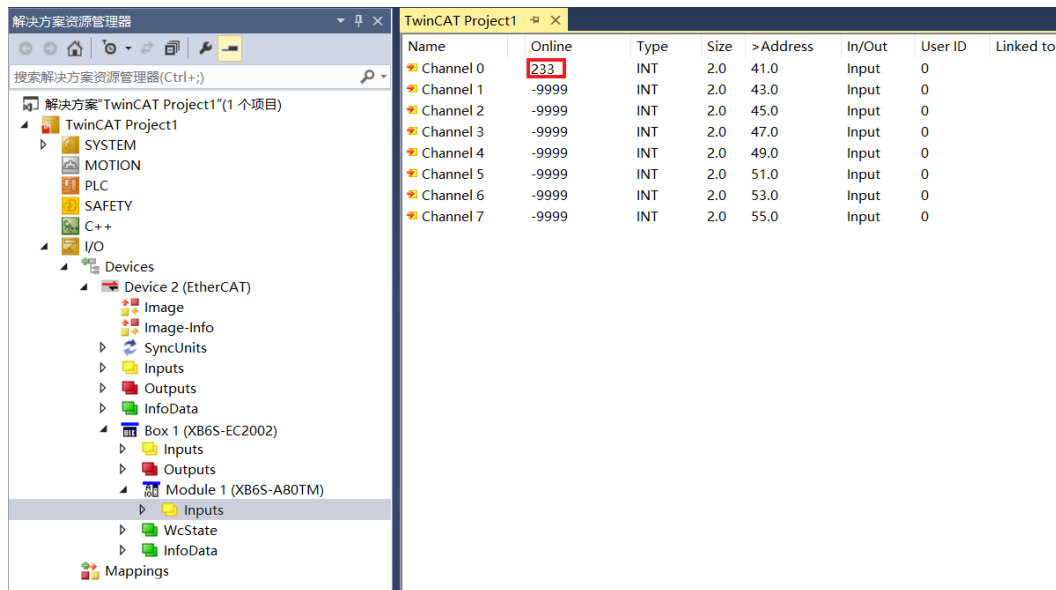 解决方案资源管理器
搜索解决方案资源管理器(Ctrl+;)
解决方案"TwinCAT Project1"(1 个项目)
TwinCAT Project1
SYSTEM
MOTION
PLC
SAFETY
C++
I/O
Devices
Device 2 (EtherCAT)
Image
Image-Info
SyncUnits
Inputs
Outputs
InfoData
Box 1 (XB6S-EC2002)
Inputs
Outputs
Module 1 (XB6S-A80TM)
Inputs
WcState
InfoData
Mappings
TwinCAT Project1
Name Online Type Size >Address In/Out User ID Linked to
Channel 0 233 INT 2.0 41.0 Input 0
Channel 1 -9999 INT 2.0 43.0 Input 0
Channel 2 -9999 INT 2.0 45.0 Input 0
Channel 3 -9999 INT 2.0 47.0 Input 0
Channel 4 -9999 INT 2.0 49.0 Input 0
Channel 5 -9999 INT 2.0 51.0 Input 0
Channel 6 -9999 INT 2.0 53.0 Input 0
Channel 7 -9999 INT 2.0 55.0 Input 0